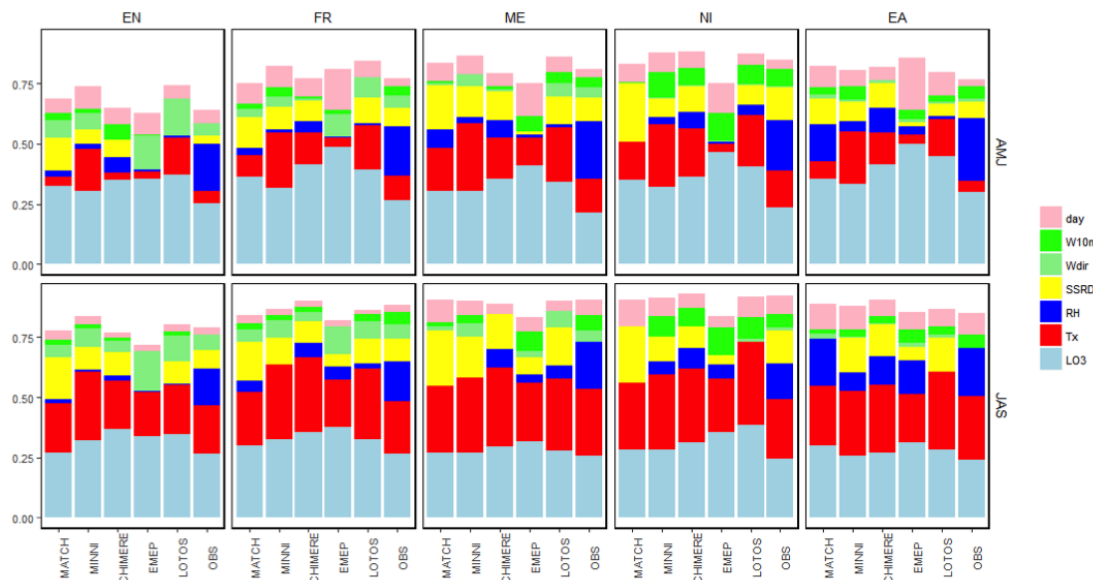 EN FR ME NI EA
0.75
0.50
0.25
0.00
AMJ
0.75
0.50
0.25
0.00
JAS
day
W10m
Wdir
SSRD
RH
Tx
LO3
MATCH MINNI CHIMERE EMEP LOTOS OBS MATCH MINNI CHIMERE EMEP LOTOS OBS MATCH MINNI CHIMERE EMEP LOTOS OBS MATCH MINNI CHIMERE EMEP LOTOS OBS MATCH MINNI CHIMERE EMEP LOTOS OBS